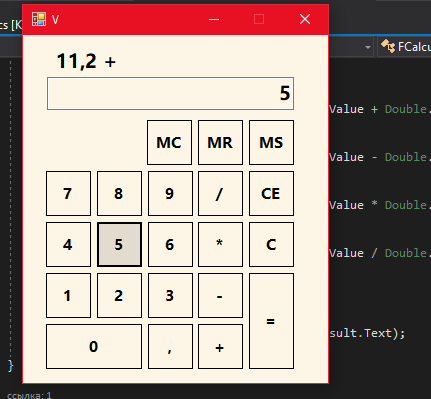 cs [K
V
FCalcu
11,2 +
5
Value + Double.
MC MR MS
Value - Double.
7 8 9 / CE
Value * Double.
4 5 6 * C
Value / Double.
1 2 3 - =
sult.Text);
0 , +
}
ссылка: 1